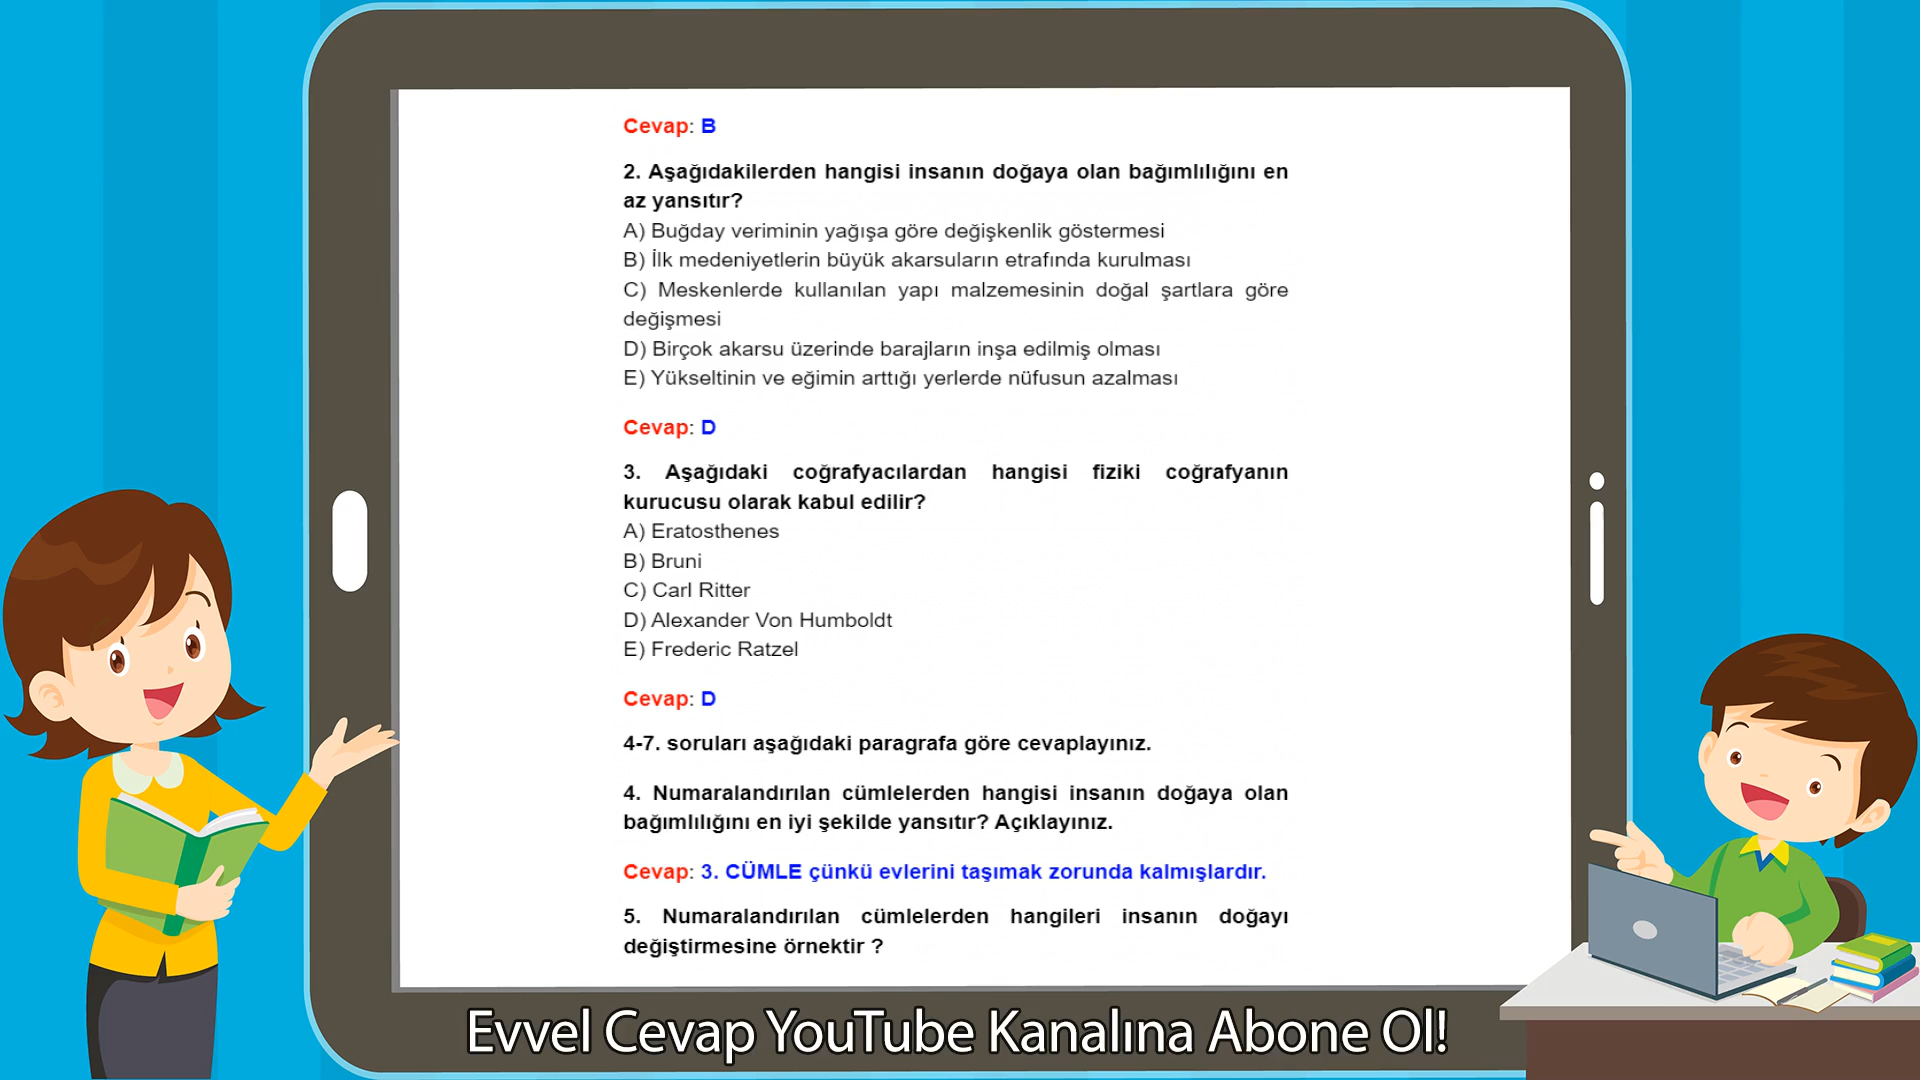 Cevap: B
2. Aşağıdakilerden hangisi insanın doğaya olan bağımlılığını en
az yansıtır?
A) Buğday veriminin yağışa göre değişkenlik göstermesi
B) İlk medeniyetlerin büyük akarsuların etrafında kurulması
C) Meskenlerde kullanılan yapı malzemesinin doğal şartlara göre
değişmesi
D) Birçok akarsu üzerinde barajların inşa edilmiş olması
E) Yükseltinin ve eğimin arttığı yerlerde nüfusun azalması
Cevap: D
3. Aşağıdaki coğrafyacılardan hangisi fiziki coğrafyanın
kurucusu olarak kabul edilir?
A) Eratosthenes
B) Bruni
C) Carl Ritter
D) Alexander Von Humboldt
E) Frederic Ratzel
Cevap: D
4-7. soruları aşağıdaki paragrafa göre cevaplayınız.
4. Numaralandırılan cümlelerden hangisi insanın doğaya olan
bağımlılığını en iyi şekilde yansıtır? Açıklayınız.
Cevap: 3. CÜMLE çünkü evlerini taşımak zorunda kalmışlardır.
5. Numaralandırılan cümlelerden hangileri insanın doğayı
değiştirmesine örnektir ?
Evvel Cevap YouTube Kanalına Abone Ol!